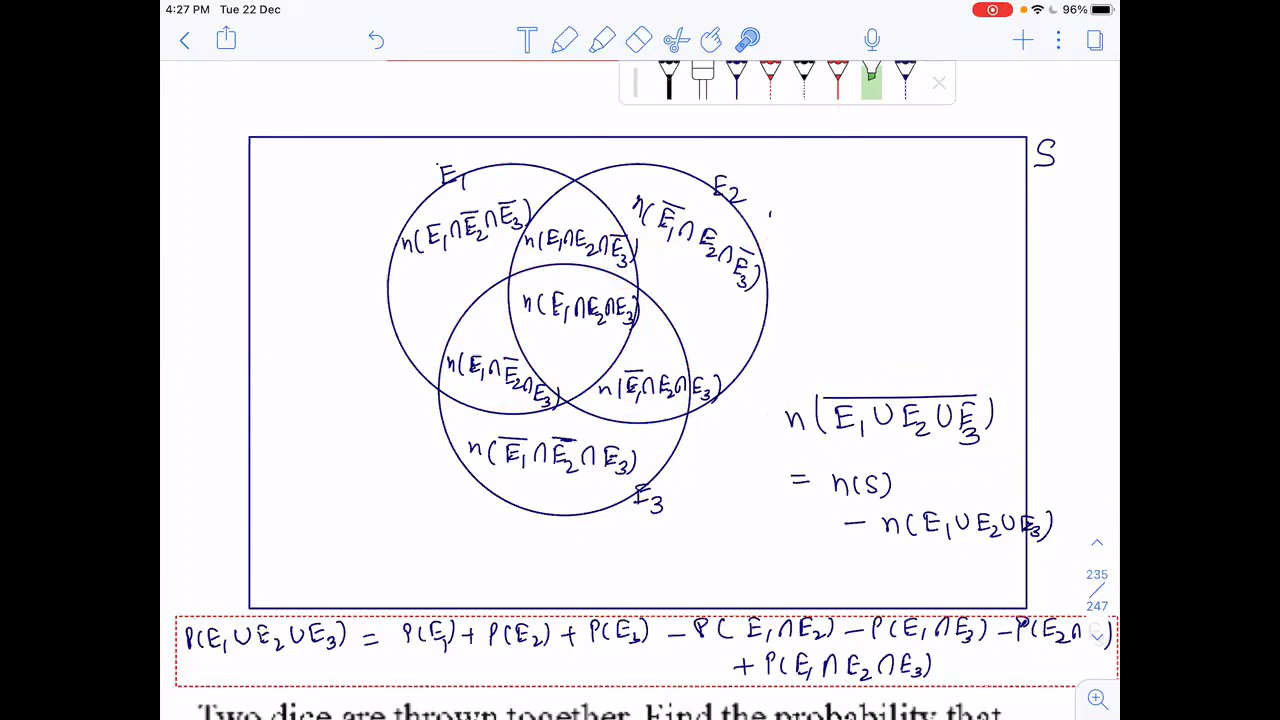 4:27 PM Tue 22 Dec
96%
T
S
E₁
E₂
n(E₁∩E̅₂∩E̅₃)
n(E₁∩E₂∩E̅₃)
n(E̅₁∩E₂∩E̅₃)
n(E₁∩E₂∩E₃)
n(E₁∩E̅₂∩E₃)
n(E̅₁∩E₂∩E₃)
n(E̅₁∩E̅₂∩E₃)
E₃
n(‾E₁∪E₂∪E₃‾)
= n(S)
− n(E₁∪E₂∪E₃)
235
/
247
P(E₁∪E₂∪E₃) = P(E₁) + P(E₂) + P(E₃) − P(E₁∩E₂) − P(E₁∩E₃) − P(E₂∩E₃)
+ P(E₁∩E₂∩E₃)
Two dice are thrown together. Find the probability that